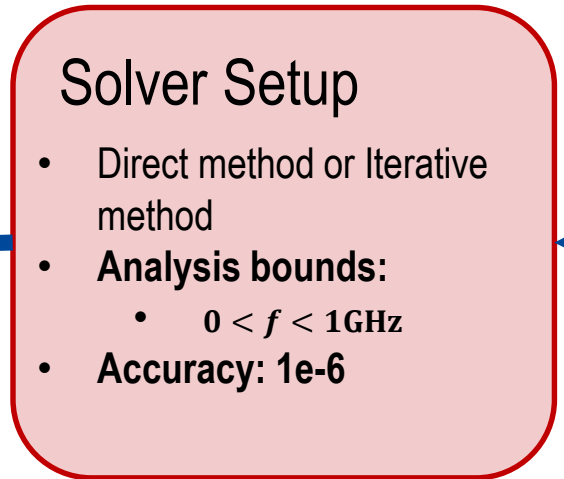 Solver Setup
• Direct method or Iterative
method
• Analysis bounds:
• 0 < f < 1GHz
• Accuracy: 1e-6